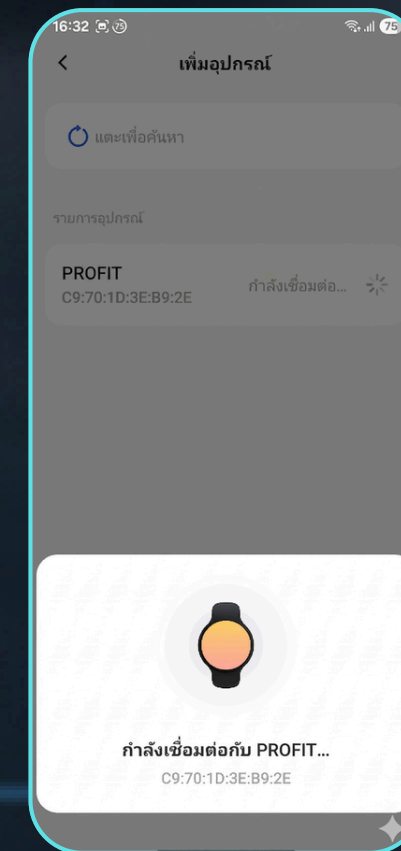 16:32 75 75
เพิ่มอุปกรณ์
แตะเพื่อค้นหา
รายการอุปกรณ์
PROFIT
กำลังเชื่อมต่อ...
C9:70:1D:3E:B9:2E
กำลังเชื่อมต่อกับ PROFIT...
C9:70:1D:3E:B9:2E